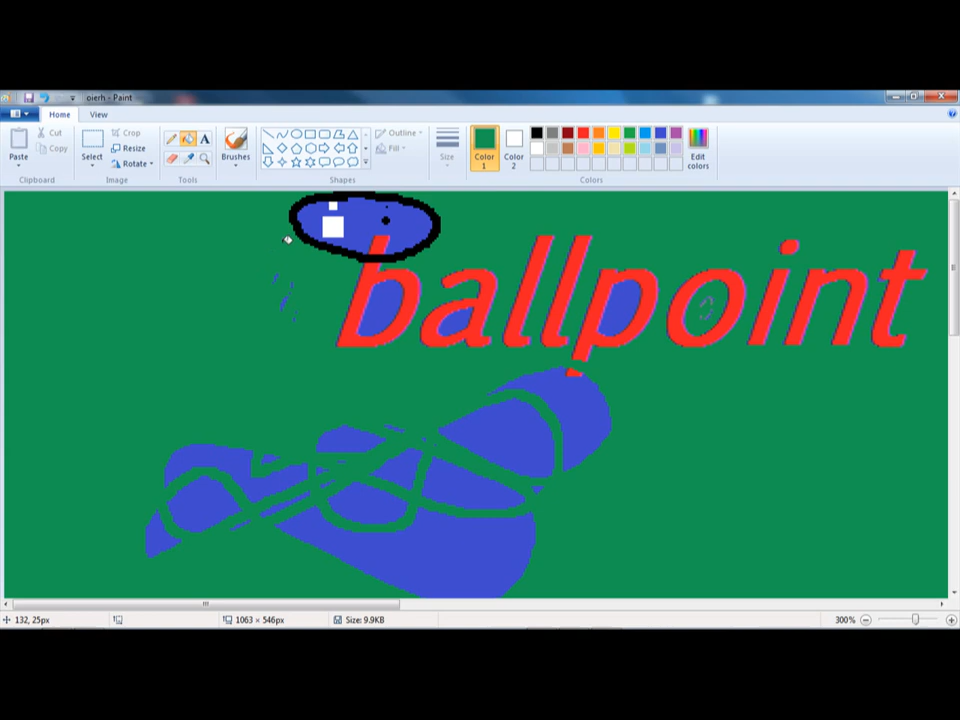 oierh - Paint
Home View
Paste Cut Copy
Clipboard
Select Crop Resize Rotate
Image
A
Tools
Brushes
Shapes
Outline Fill
Size
Color 1 Color 2
Edit colors
Colors
ballpoint
132, 25px 1063 × 546px Size: 9.9KB 300%